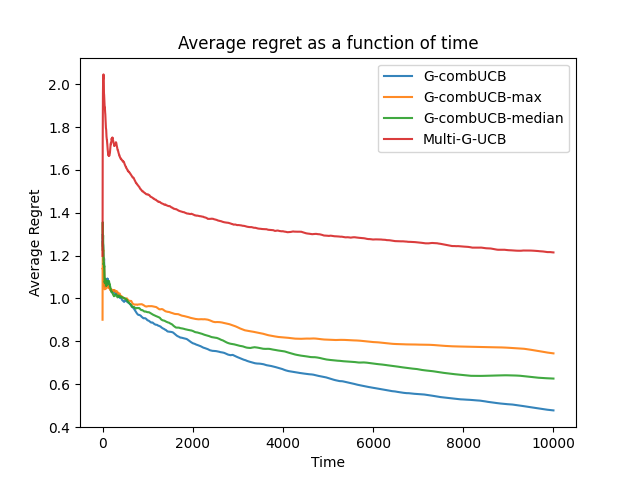 Average regret as a function of time
G-combUCB
G-combUCB-max
G-combUCB-median
Multi-G-UCB
Average Regret
2.0
1.8
1.6
1.4
1.2
1.0
0.8
0.6
0.4
0 2000 4000 6000 8000 10000
Time